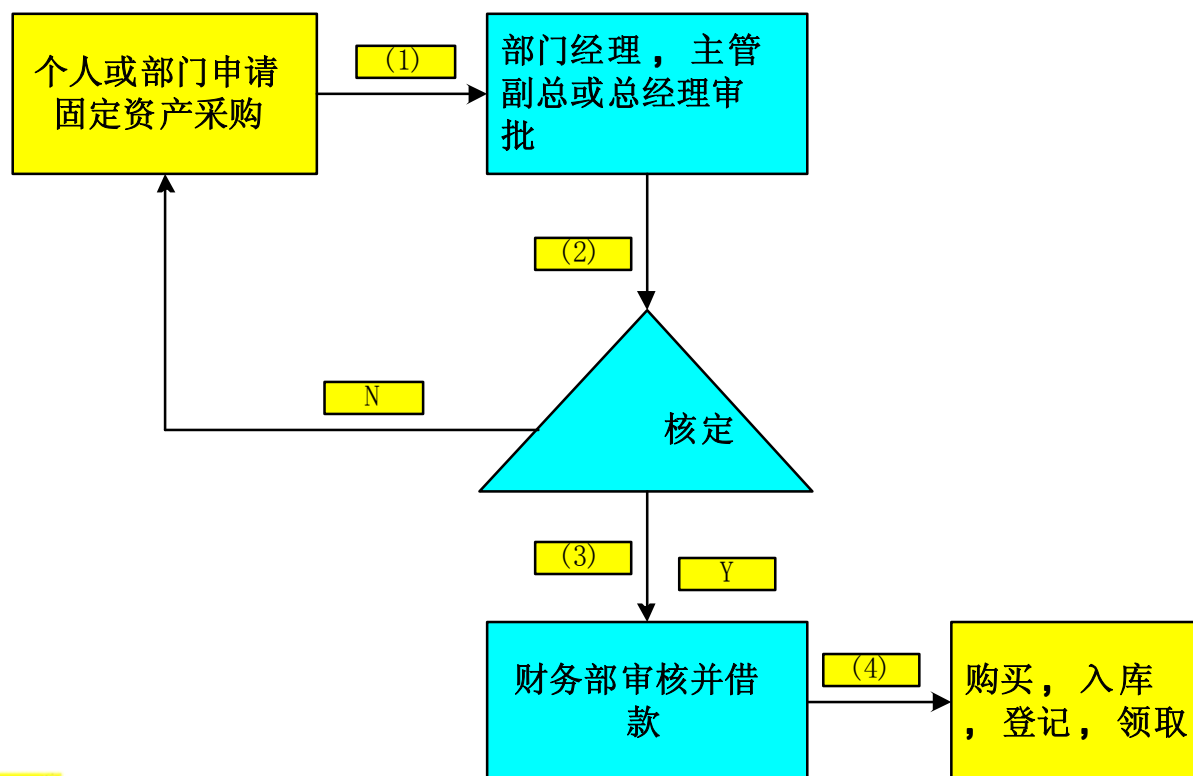 个人或部门申请
固定资产采购
(1)
部门经理，主管
副总或总经理审
批
(2)
N
核定
(3)
Y
财务部审核并借
款
(4)
购买，入库
，登记，领取